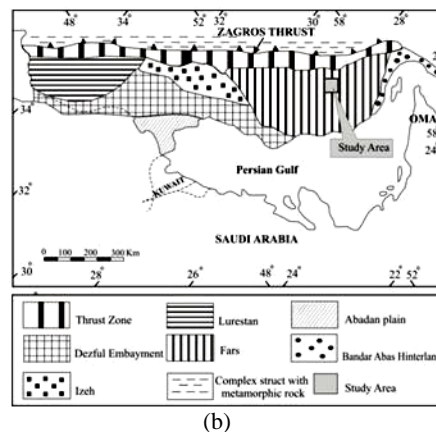 48° 34° 52° 32° 30° 58° 28°
ZAGROS THRUST
34°
OMA
58
24°
Study Area
Persian Gulf
32°
KUWAIT
SAUDI ARABIA
0 100 200 300 KM
30° 28° 26° 48° 24° 22° 52°
Thrust Zone
Lurestan
Abadan plain
Dezful Embayment
Fars
Bandar Abas Hinterlan
Izeh
Complex struct with
metamorphic rock
Study Area
(b)